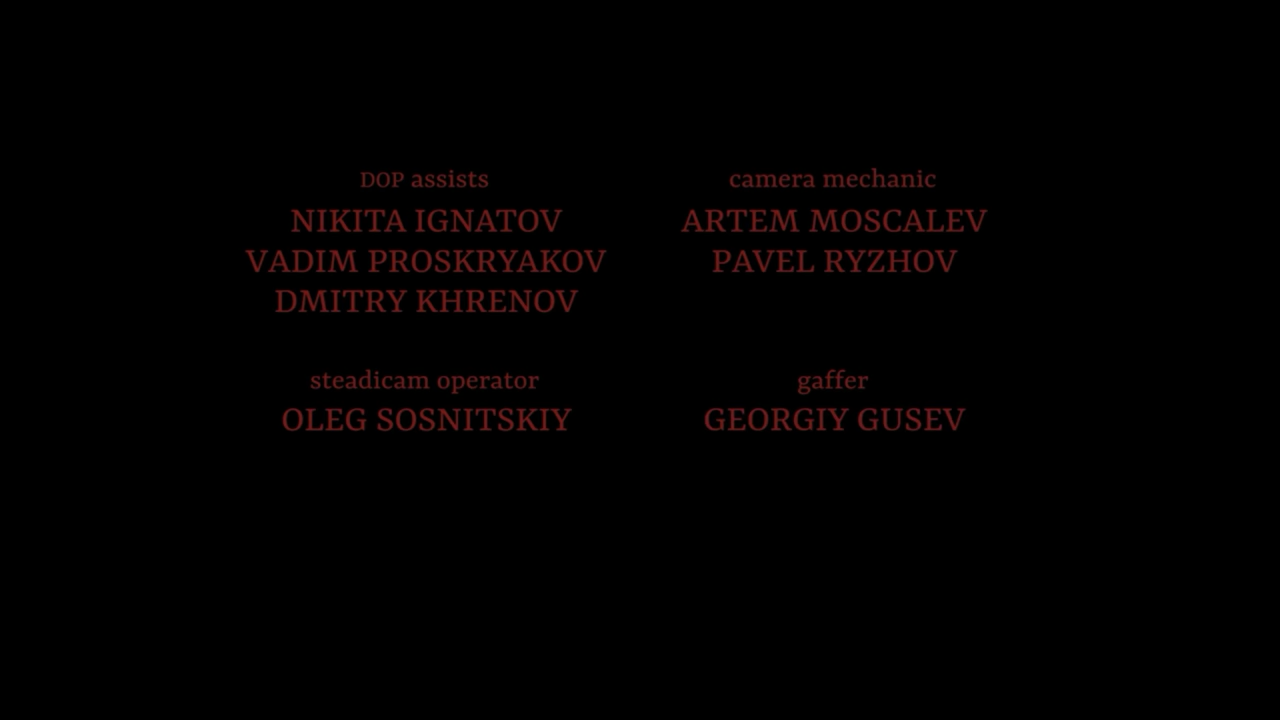 DOP assists
NIKITA IGNATOV
VADIM PROSKRYAKOV
DMITRY KHRENOV
camera mechanic
ARTEM MOSCALEV
PAVEL RYZHOV
steadicam operator
OLEG SOSNITSKIY
gaffer
GEORGIY GUSEV